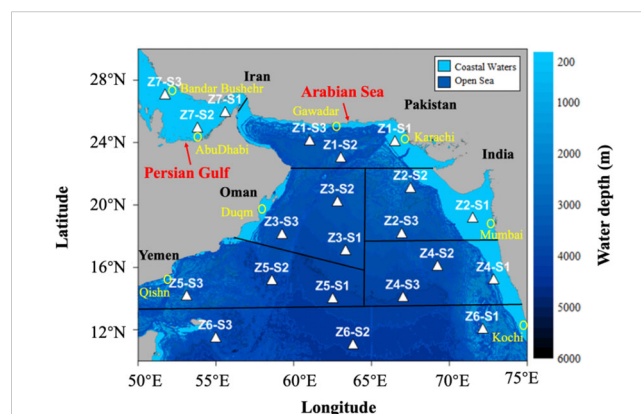 28°N
24°N
20°N
16°N
12°N
Latitude
50°E
60°E
65°E
70°E
75°E
Longitude
Z7-S3
Bandar Bushehr
Iran
Z7-S1
Z7-S2
AbuDhabi
Persian Gulf
Arabian Sea
Gawadar
Pakistan
Z1-S3
Z1-S1
Karachi
Z1-S2
India
Oman
Z3-S2
Z2-S2
Duqm
Z2-S1
Mumbai
Z3-S3
Z2-S3
Z3-S1
Yemen
Z5-S2
Z4-S2
Z4-S1
Qishn
Z5-S3
Z5-S1
Z4-S3
Z6-S3
Z6-S2
Z6-S1
Kochi
Coastal Waters
Open Sea
200
1000
2000
3000
4000
5000
6000
Water depth (m)